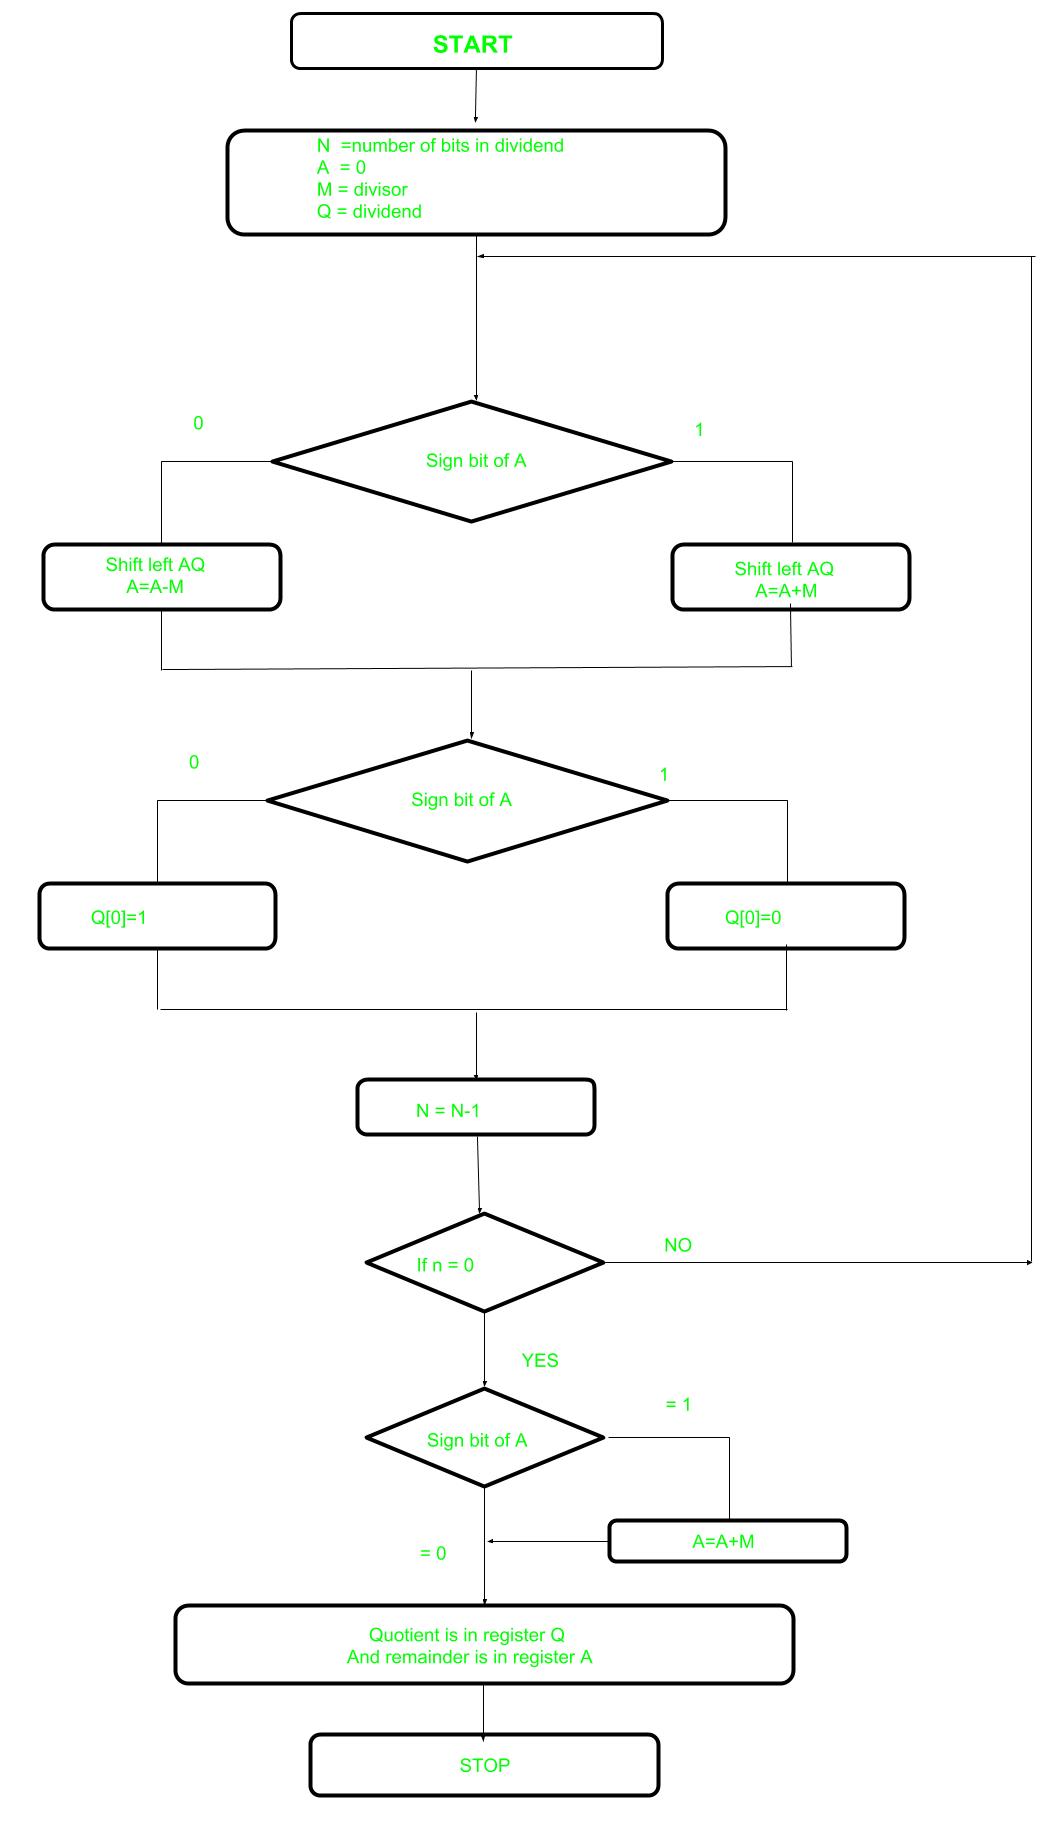 START
N  =number of bits in dividend
A  = 0
M = divisor
Q = dividend
0
1
Sign bit of A
Shift left AQ
A=A-M
Shift left AQ
A=A+M
0
1
Sign bit of A
Q[0]=1
Q[0]=0
N = N-1
If n = 0
NO
YES
= 1
Sign bit of A
A=A+M
= 0
Quotient is in register Q
And remainder is in register A
STOP